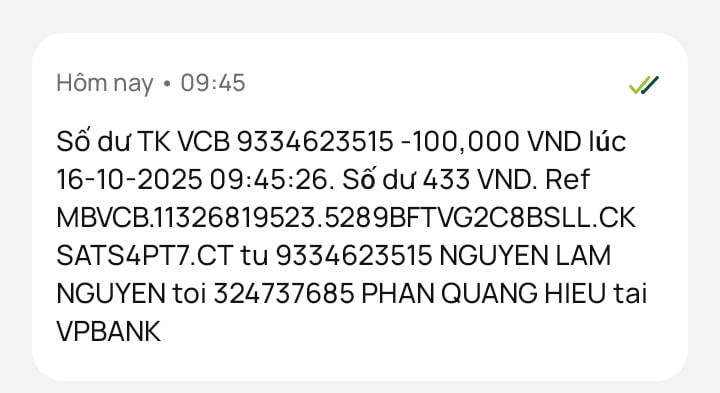 Hôm nay • 09:45
Số dư TK VCB 9334623515 -100,000 VND lúc
16-10-2025 09:45:26. Số dư 433 VND. Ref
MBVCB.11326819523.5289BFTVG2C8BSLL.CK
SATS4PT7.CT tu 9334623515 NGUYEN LAM
NGUYEN toi 324737685 PHAN QUANG HIEU tai
VPBANK